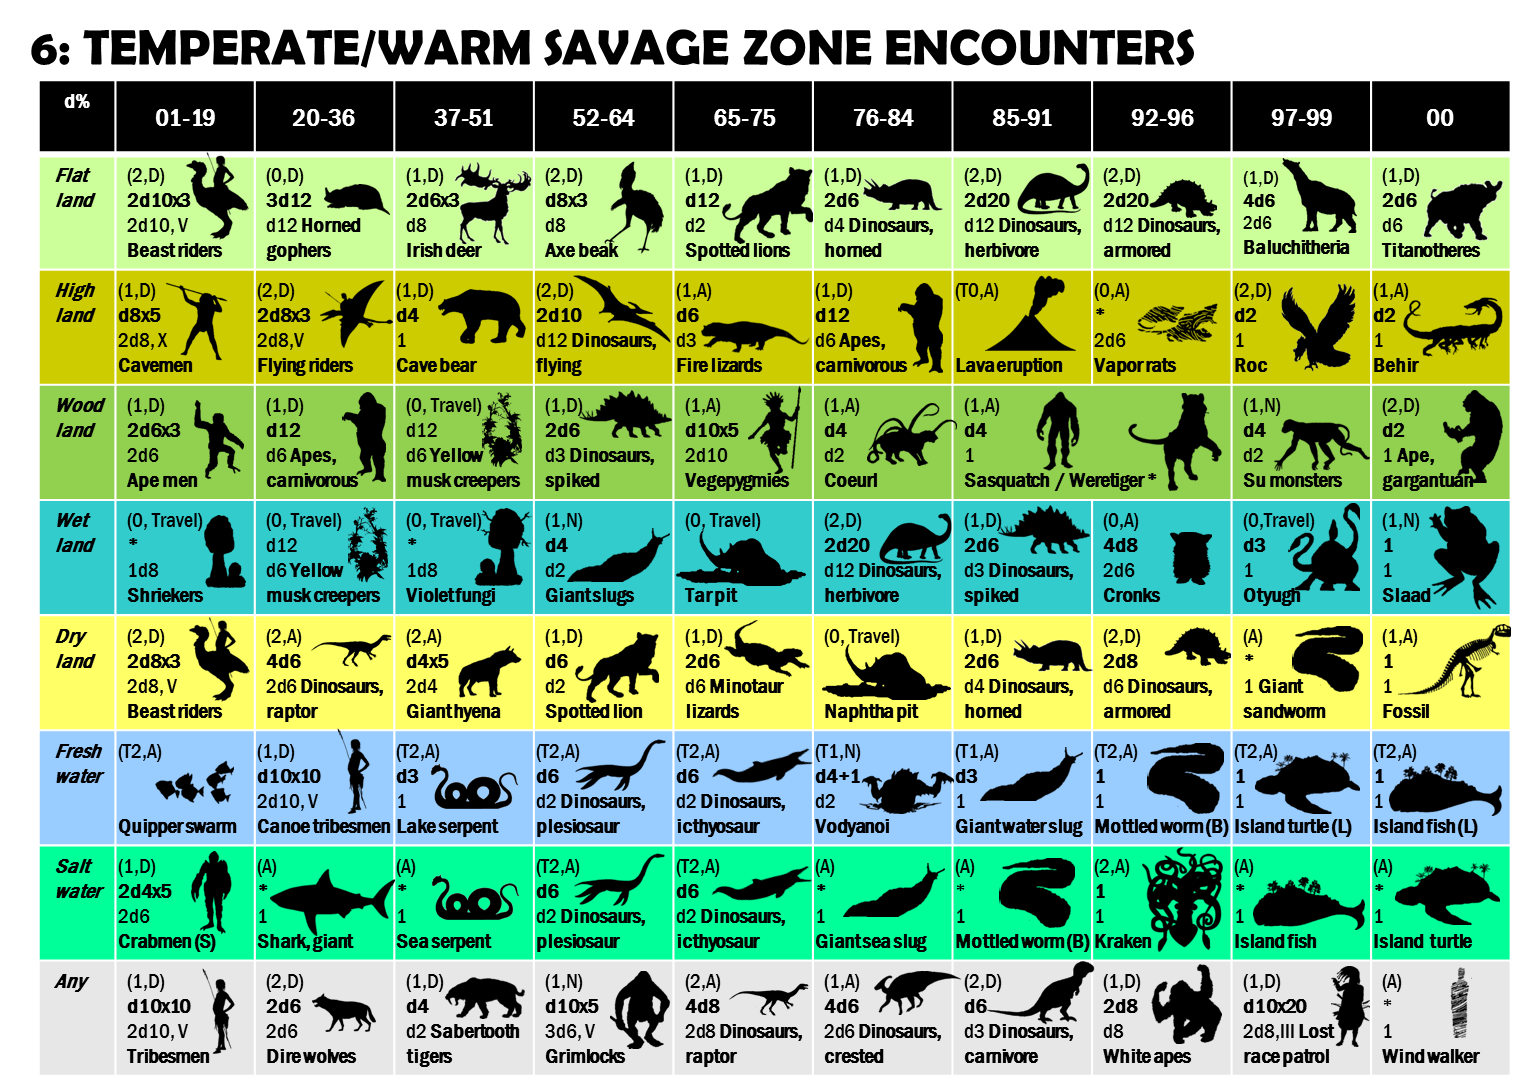 6: TEMPERATE/WARM SAVAGE ZONE ENCOUNTERS
d% 01-19 20-36 37-51 52-64 65-75 76-84 85-91 92-96 97-99 00
Flat land
(2,D)
2d10x3
2d10, V
Beast riders
(0,D)
3d12
d12 Horned
gophers
(1,D)
2d6x3
d8
Irish deer
(2,D)
d8x3
d8
Axe beak
(1,D)
d12
d2
Spotted lions
(1,D)
2d6
d4 Dinosaurs,
horned
(2,D)
2d20
d12 Dinosaurs,
herbivore
(2,D)
2d20
d12 Dinosaurs,
armored
(1,D)
4d6
2d6
Baluchitheria
(1,D)
2d6
d6
Titanotheres
High land
(1,D)
d8x5
2d8, X
Cavemen
(2,D)
2d8x3
2d8,V
Flying riders
(1,D)
d4
1
Cave bear
(2,D)
2d10
d12 Dinosaurs,
flying
(1,A)
d6
d3
Fire lizards
(1,D)
d12
d6 Apes,
carnivorous
(T0,A)
Lava eruption
(0,A)
*
2d6
Vapor rats
(2,D)
d2
1
Roc
(1,A)
d2
1
Behir
Wood land
(1,D)
2d6x3
2d6
Ape men
(1,D)
d12
d6 Apes,
carnivorous
(0, Travel)
d12
d6 Yellow
musk creepers
(1,D)
2d6
d3 Dinosaurs,
spiked
(1,A)
d10x5
2d10
Vegepygmies
(1,A)
d4
d2
Coeurl
(1,A)
d4
1
Sasquatch / Weretiger *
(1,N)
d4
d2
Su monsters
(2,D)
d2
1 Ape,
gargantuan
Wet land
(0, Travel)
*
1d8
Shriekers
(0, Travel)
d12
d6 Yellow
musk creepers
(0, Travel)
*
1d8
Violet fungi
(1,N)
d4
d2
Giant slugs
(0, Travel)
Tar pit
(2,D)
2d20
d12 Dinosaurs,
herbivore
(1,D)
2d6
d3 Dinosaurs,
spiked
(0,A)
4d8
2d6
Cronks
(0,Travel)
d3
1
Otyugh
(1,N)
1
1
Slaad
Dry land
(2,D)
2d8x3
2d8, V
Beast riders
(2,A)
4d6
2d6 Dinosaurs,
raptor
(2,A)
d4x5
2d4
Giant hyena
(1,D)
d6
d2
Spotted lion
(1,D)
2d6
d6 Minotaur
lizards
(0, Travel)
Naphtha pit
(1,D)
2d6
d4 Dinosaurs,
horned
(2,D)
2d8
d6 Dinosaurs,
armored
(A)
*
1 Giant
sandworm
(1,A)
1
1
Fossil
Fresh water
(T2,A)
Quipper swarm
(1,D)
d10x10
2d10, V
Canoe tribesmen
(T2,A)
d3
1
Lake serpent
(T2,A)
d6
d2 Dinosaurs,
plesiosaur
(T2,A)
d6
d2 Dinosaurs,
icthyosaur
(T1,N)
d4+1
d2
Vodyanoi
(T1,A)
d3
1
Giant water slug
(T2,A)
1
1
Mottled worm (B)
(T2,A)
1
1
Island turtle (L)
(T2,A)
1
1
Island fish (L)
Salt water
(1,D)
2d4x5
2d6
Crabmen (S)
(A)
*
1
Shark, giant
(A)
*
1
Sea serpent
(T2,A)
d6
d2 Dinosaurs,
plesiosaur
(T2,A)
d6
d2 Dinosaurs,
icthyosaur
(A)
*
1
Giant sea slug
(A)
*
1
Mottled worm (B)
(2,A)
1
1
Kraken
(A)
*
1
Island fish
(A)
*
1
Island turtle
Any
(1,D)
d10x10
2d10, V
Tribesmen
(2,D)
2d6
2d6
Dire wolves
(1,D)
d4
d2 Sabertooth
tigers
(1,N)
d10x5
3d6, V
Grimlocks
(2,A)
4d8
2d8 Dinosaurs,
raptor
(1,A)
4d6
2d6 Dinosaurs,
crested
(2,D)
d6
d3 Dinosaurs,
carnivore
(1,D)
2d8
d8
White apes
(1,D)
d10x20
2d8,III Lost
race patrol
(A)
*
1
Wind walker